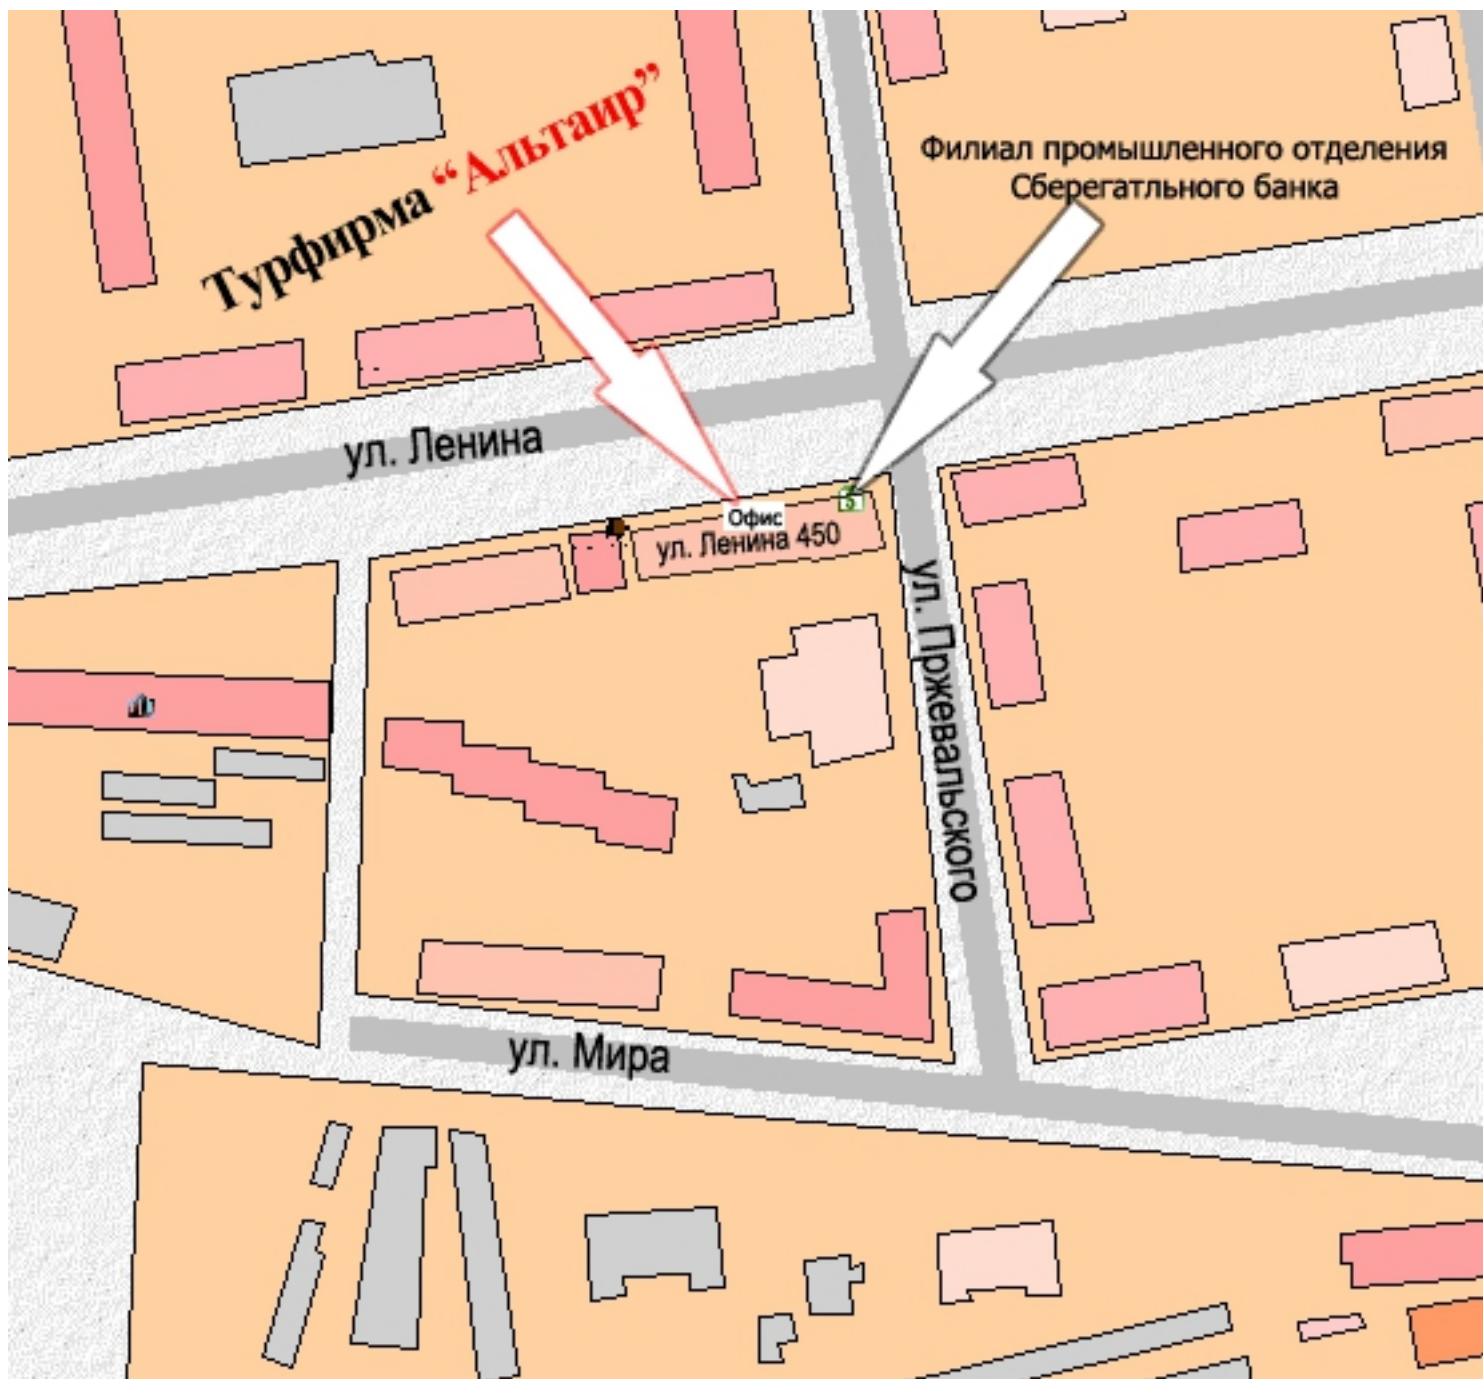 Турфирма “Альтаир”
Филиал промышленного отделения
Сберегатльного банка
ул. Ленина
Офис
ул. Ленина 450
ул. Пржевальского
ул. Мира